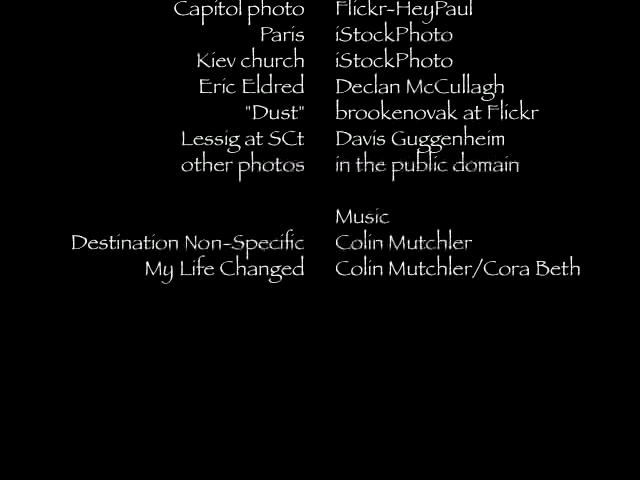 Capitol photo Flickr-HeyPaul
Paris iStockPhoto
Kiev church iStockPhoto
Eric Eldred Declan McCullagh
"Dust" brookenovak at Flickr
Lessig at SCt Davis Guggenheim
other photos in the public domain
Music
Destination Non-Specific Colin Mutchler
My Life Changed Colin Mutchler/Cora Beth